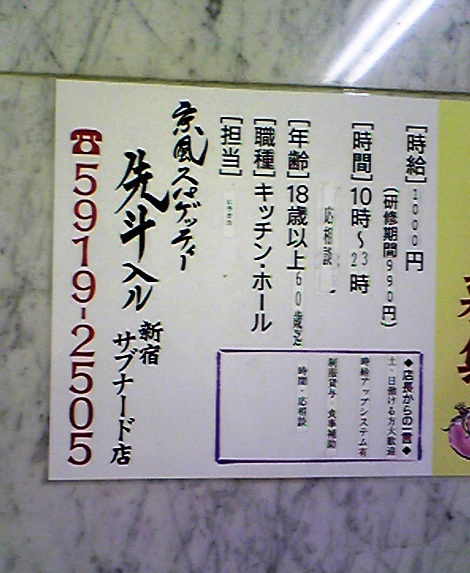 募集
[時給]1000円
(研修期間990円)
[時間]10時〜23時
応相談
[年齢]18歳以上60歳迄
[職種]キッチン・ホール
[担当]
◆店長からの一言◆
土・日働ける方大歓迎
時給アップシステム有
制服貸与・食事補助
時間・応相談
京風スパゲッティー
先斗入ル 新宿サブナード店
☎5919-2505